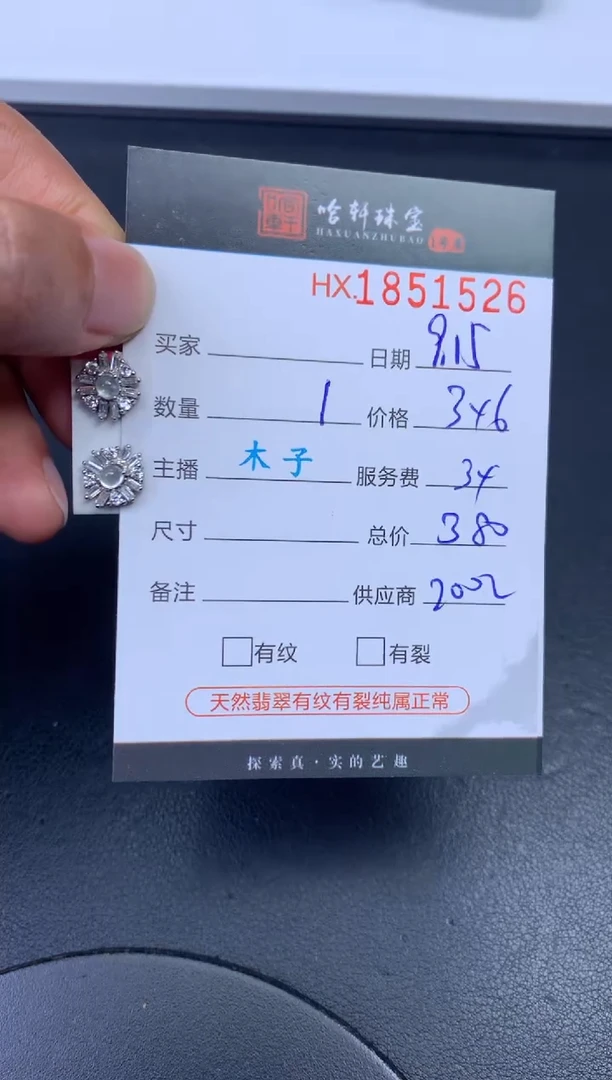 哈轩珠宝
HAXUANZHUBAO
HX.1851526
买家 日期 9.15
数量 1 价格 346
主播 木子 服务费 34
尺寸 总价 380
备注 供应商 2002
有纹 有裂
天然翡翠有纹有裂纯属正常
探索真·实的艺趣